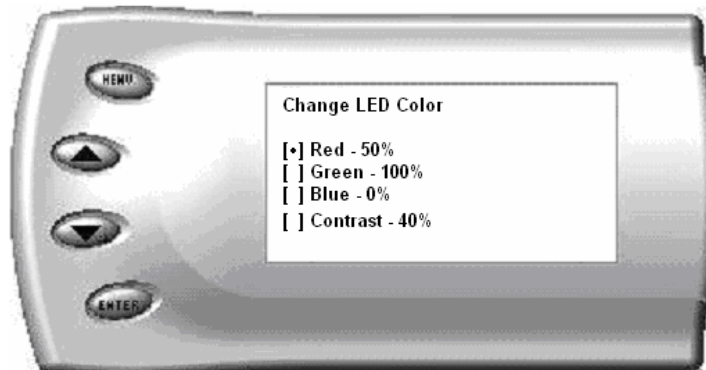 MENU
Change LED Color
[•] Red - 50%
[ ] Green - 100%
[ ] Blue - 0%
[ ] Contrast - 40%
ENTER